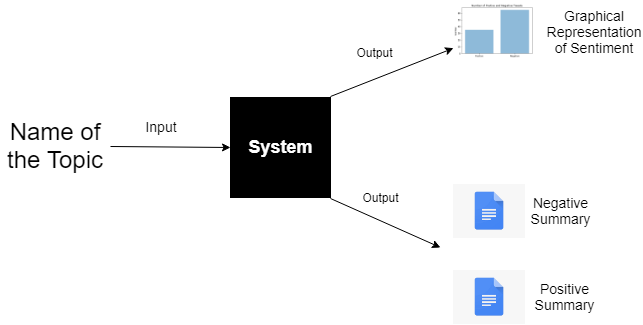 Graphical
Representation
of Sentiment
Output
Name of
the Topic
Input
System
Output
Negative
Summary
Positive
Summary